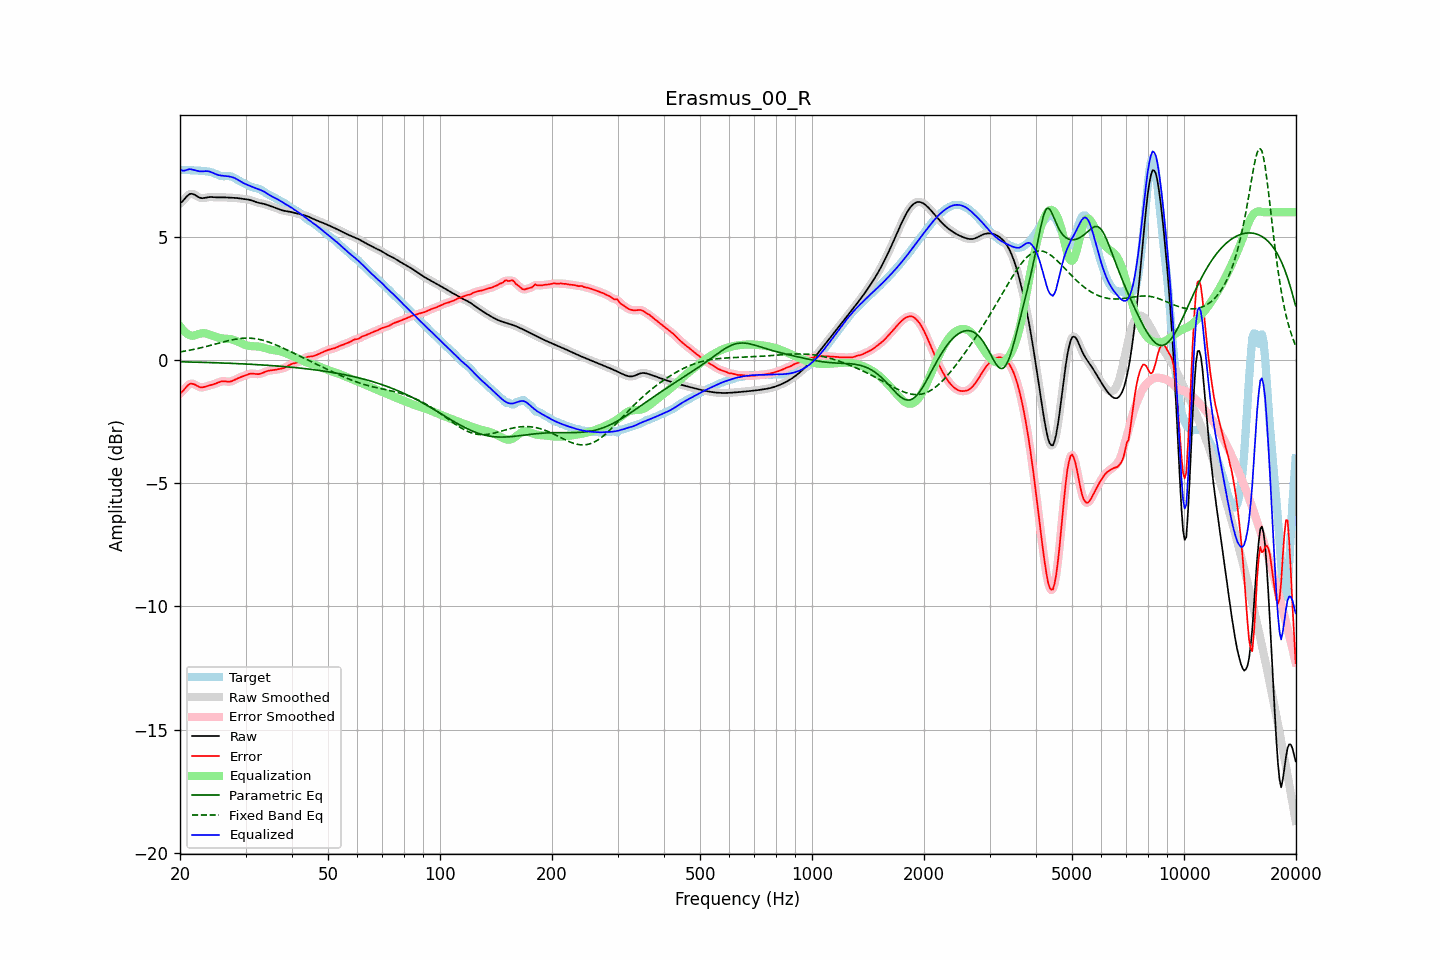 Erasmus_00_R
5
0
−5
−10
−15
−20
Amplitude (dBr)
Target
Raw Smoothed
Error Smoothed
Raw
Error
Equalization
Parametric Eq
Fixed Band Eq
Equalized
20 50 100 200 500 1000 2000 5000 10000 20000
Frequency (Hz)